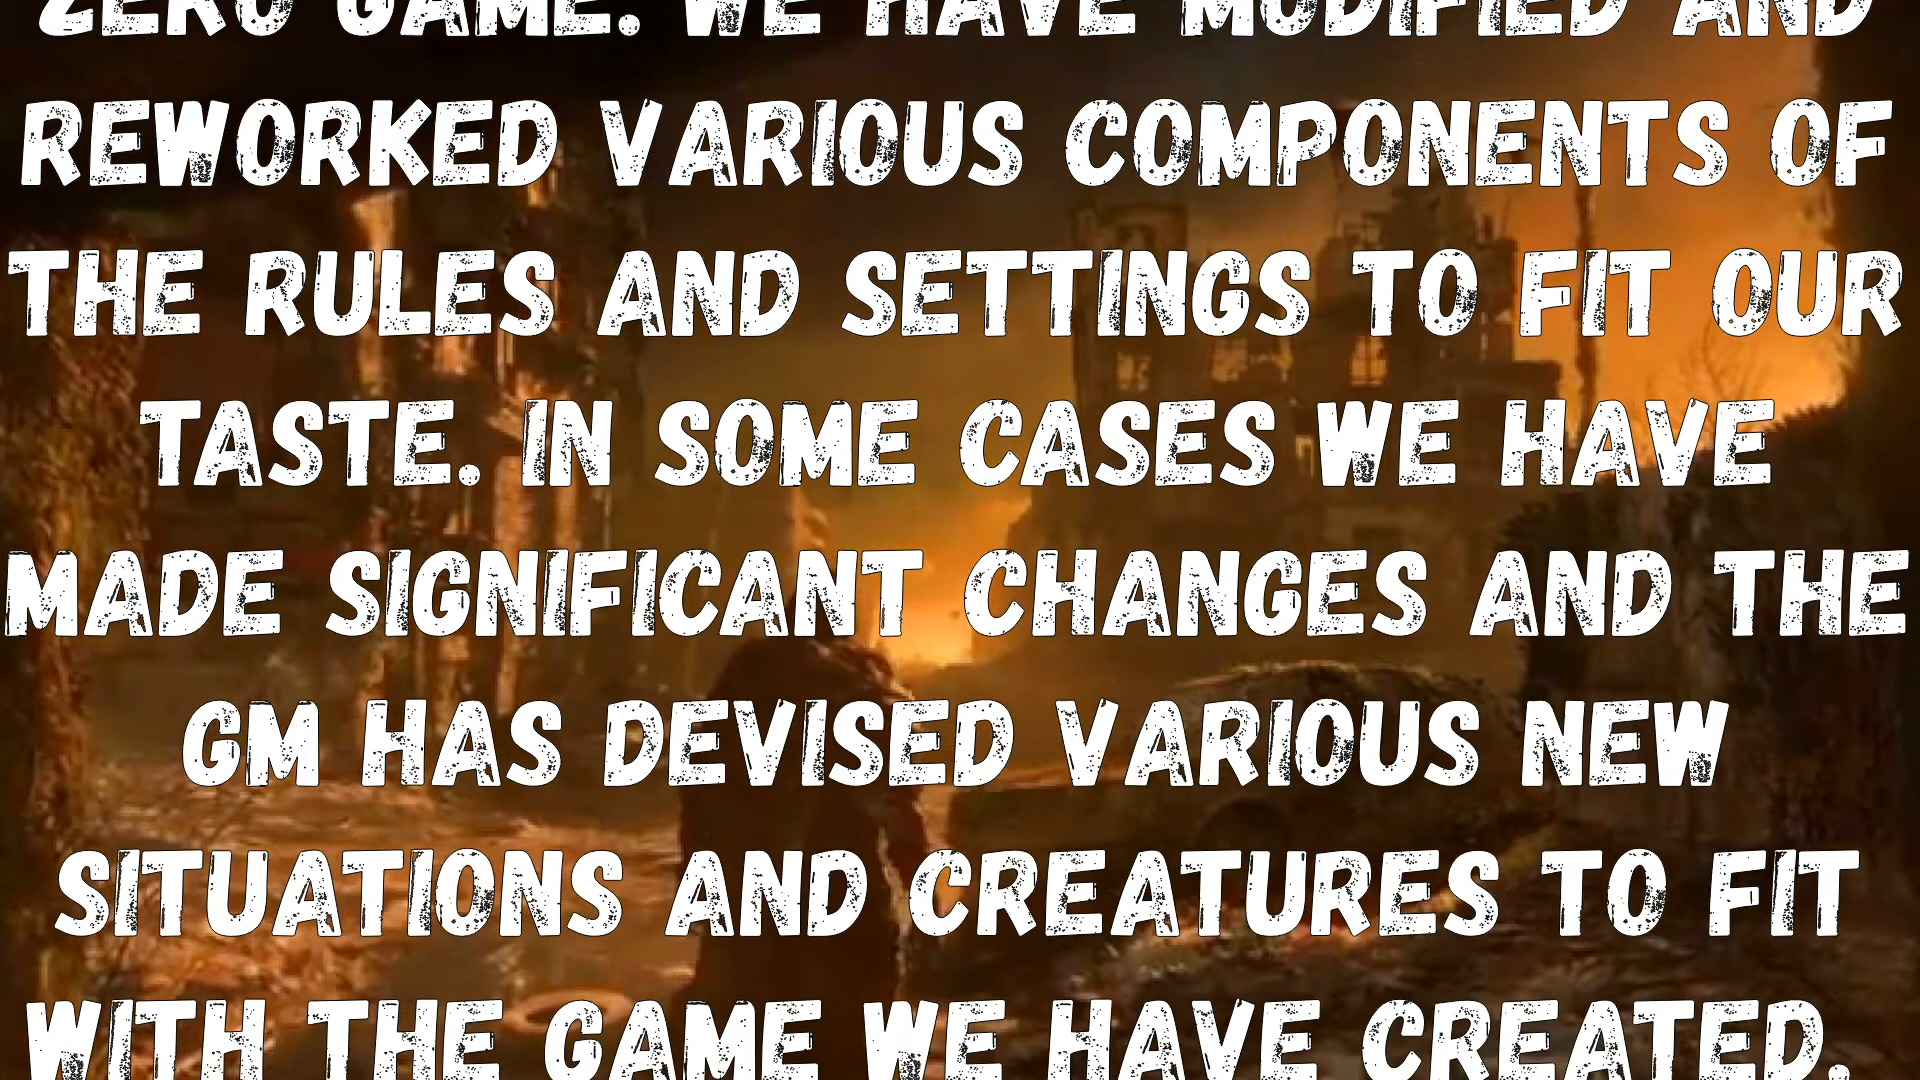 ZERO GAME. WE HAVE MODIFIED AND
REWORKED VARIOUS COMPONENTS OF
THE RULES AND SETTINGS TO FIT OUR
TASTE. IN SOME CASES WE HAVE
MADE SIGNIFICANT CHANGES AND THE
GM HAS DEVISED VARIOUS NEW
SITUATIONS AND CREATURES TO FIT
WITH THE GAME WE HAVE CREATED.